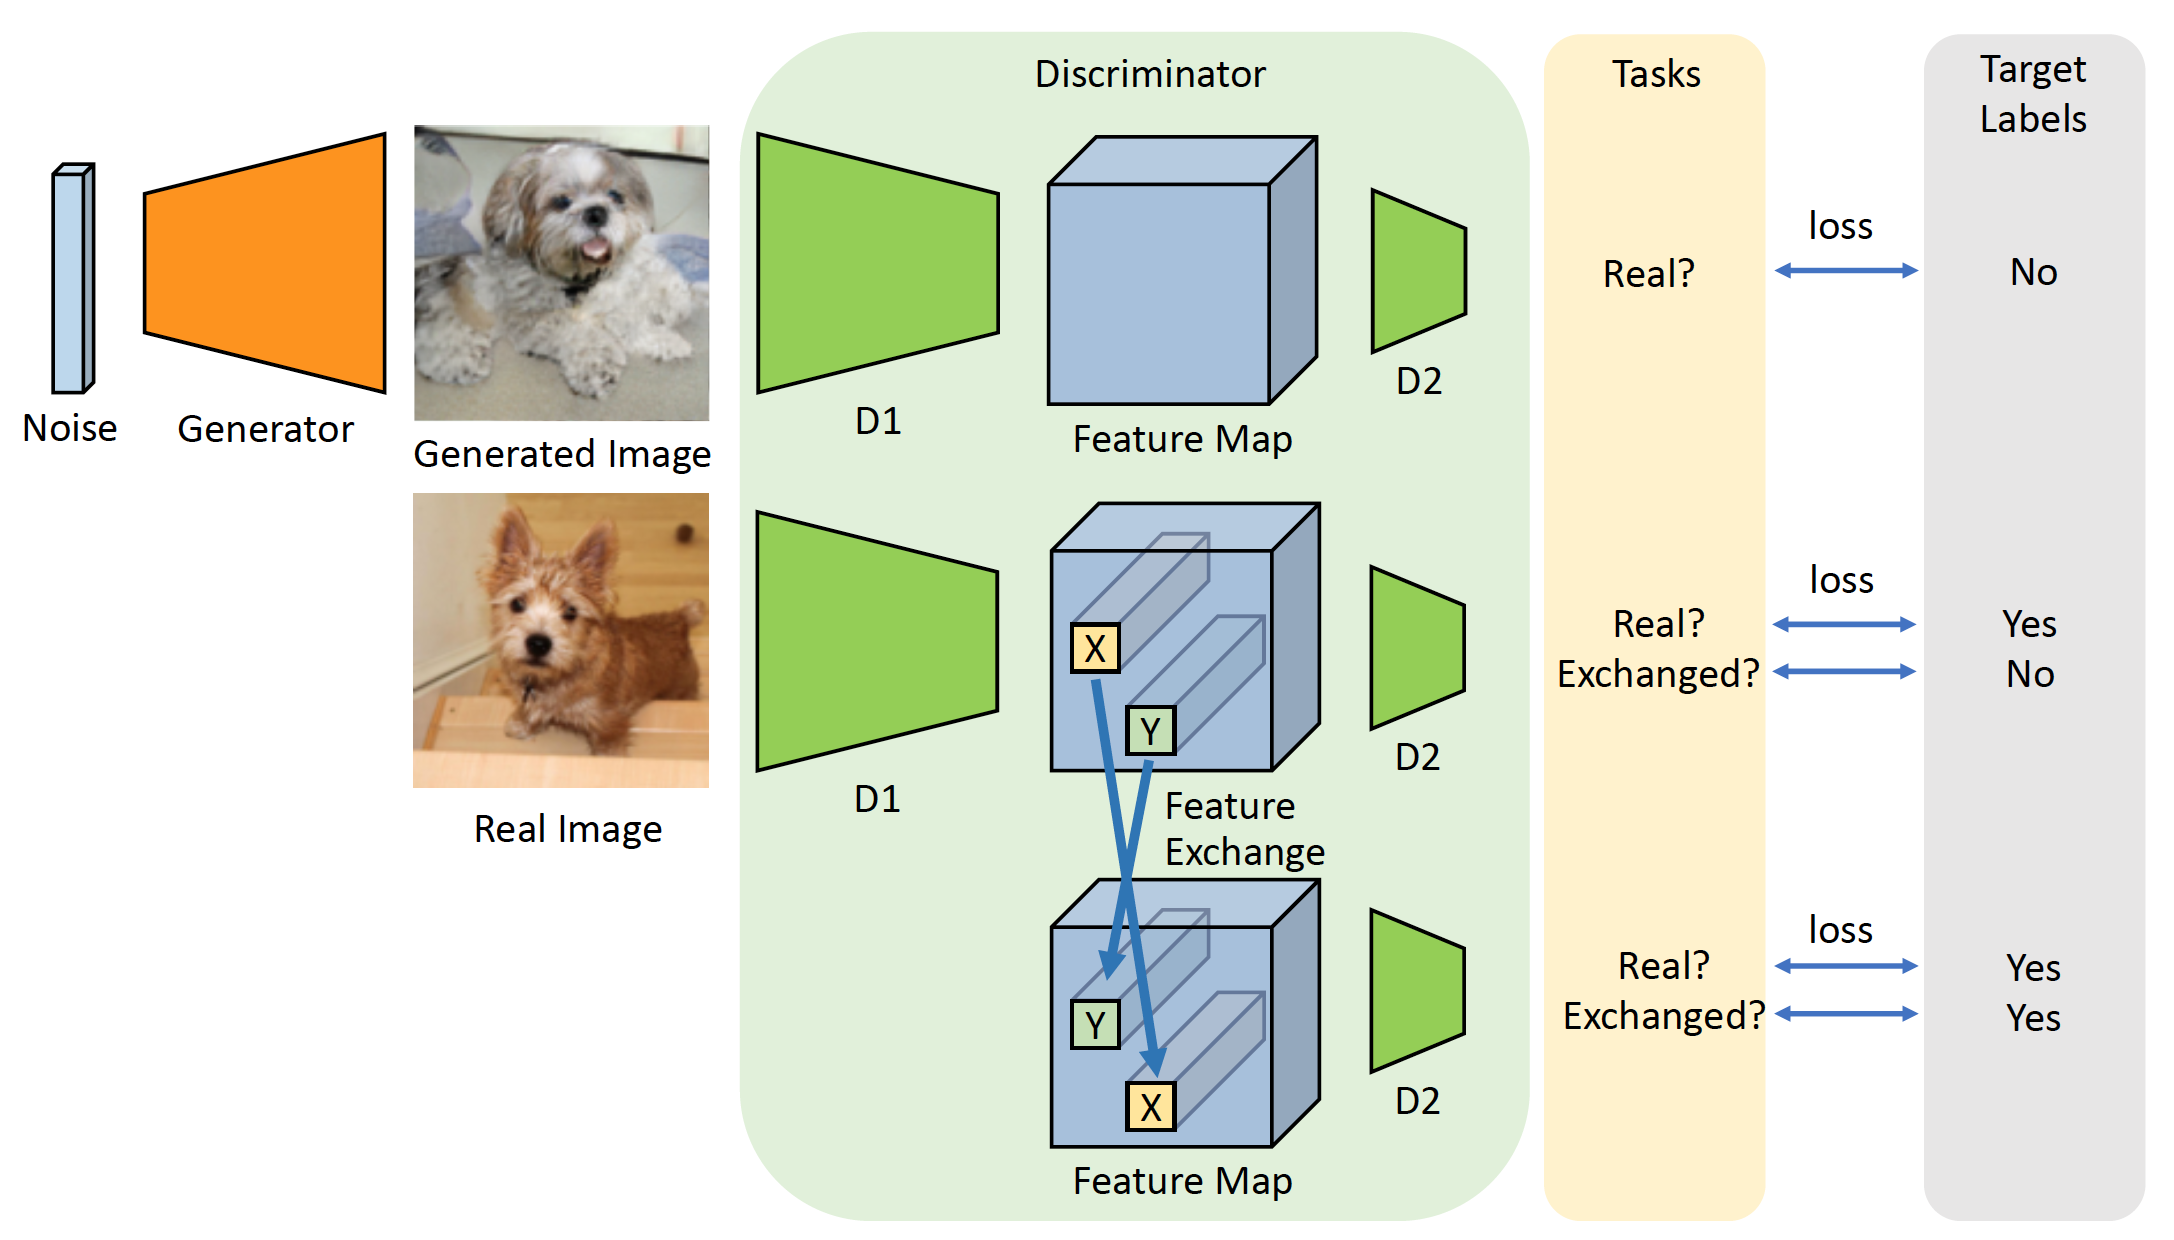 Discriminator
Tasks
Target
Labels
Noise
Generator
Generated Image
D1
Feature Map
D2
Real?
loss
No
Real Image
D1
X
Y
Feature
Exchange
D2
Real?
Exchanged?
loss
Yes
No
Y
X
Feature Map
D2
Real?
Exchanged?
loss
Yes
Yes